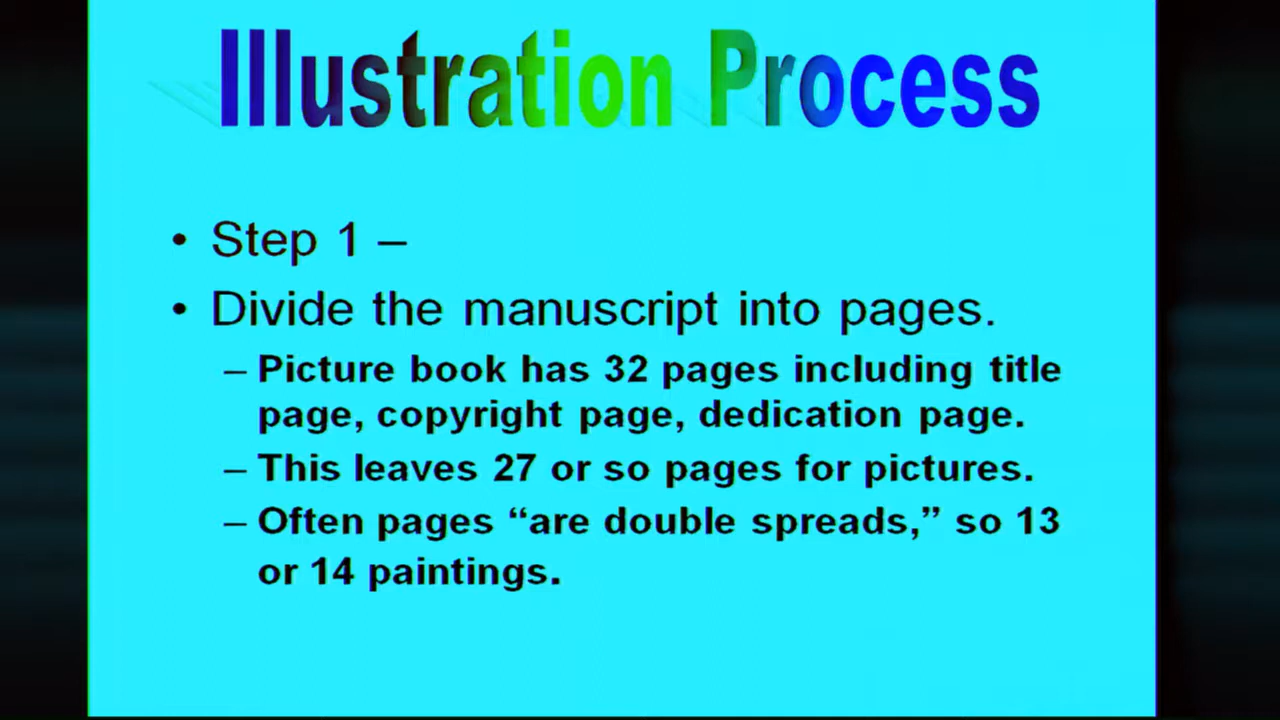 Illustration Process
• Step 1 –
• Divide the manuscript into pages.
– Picture book has 32 pages including title
page, copyright page, dedication page.
– This leaves 27 or so pages for pictures.
– Often pages “are double spreads,” so 13
or 14 paintings.